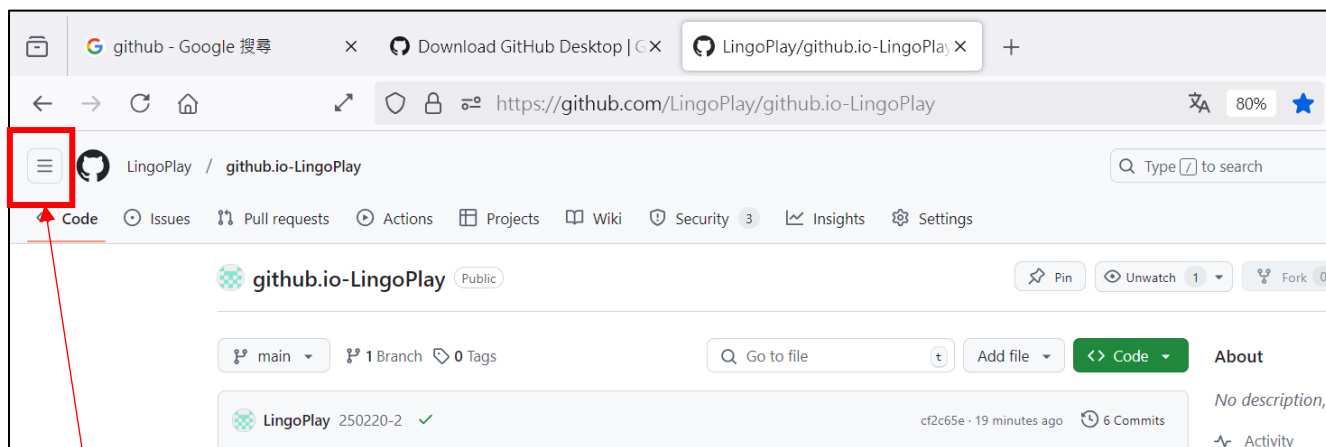 github - Google 搜尋 Download GitHub Desktop | G LingoPlay/github.io-LingoPlay
https://github.com/LingoPlay/github.io-LingoPlay 80%
LingoPlay / github.io-LingoPlay Type / to search
Code Issues Pull requests Actions Projects Wiki Security 3 Insights Settings
github.io-LingoPlay Public Pin Unwatch 1 Fork 0
main 1 Branch 0 Tags Go to file t Add file Code About
No description,
LingoPlay 250220-2 cf2c65e · 19 minutes ago 6 Commits
Activity